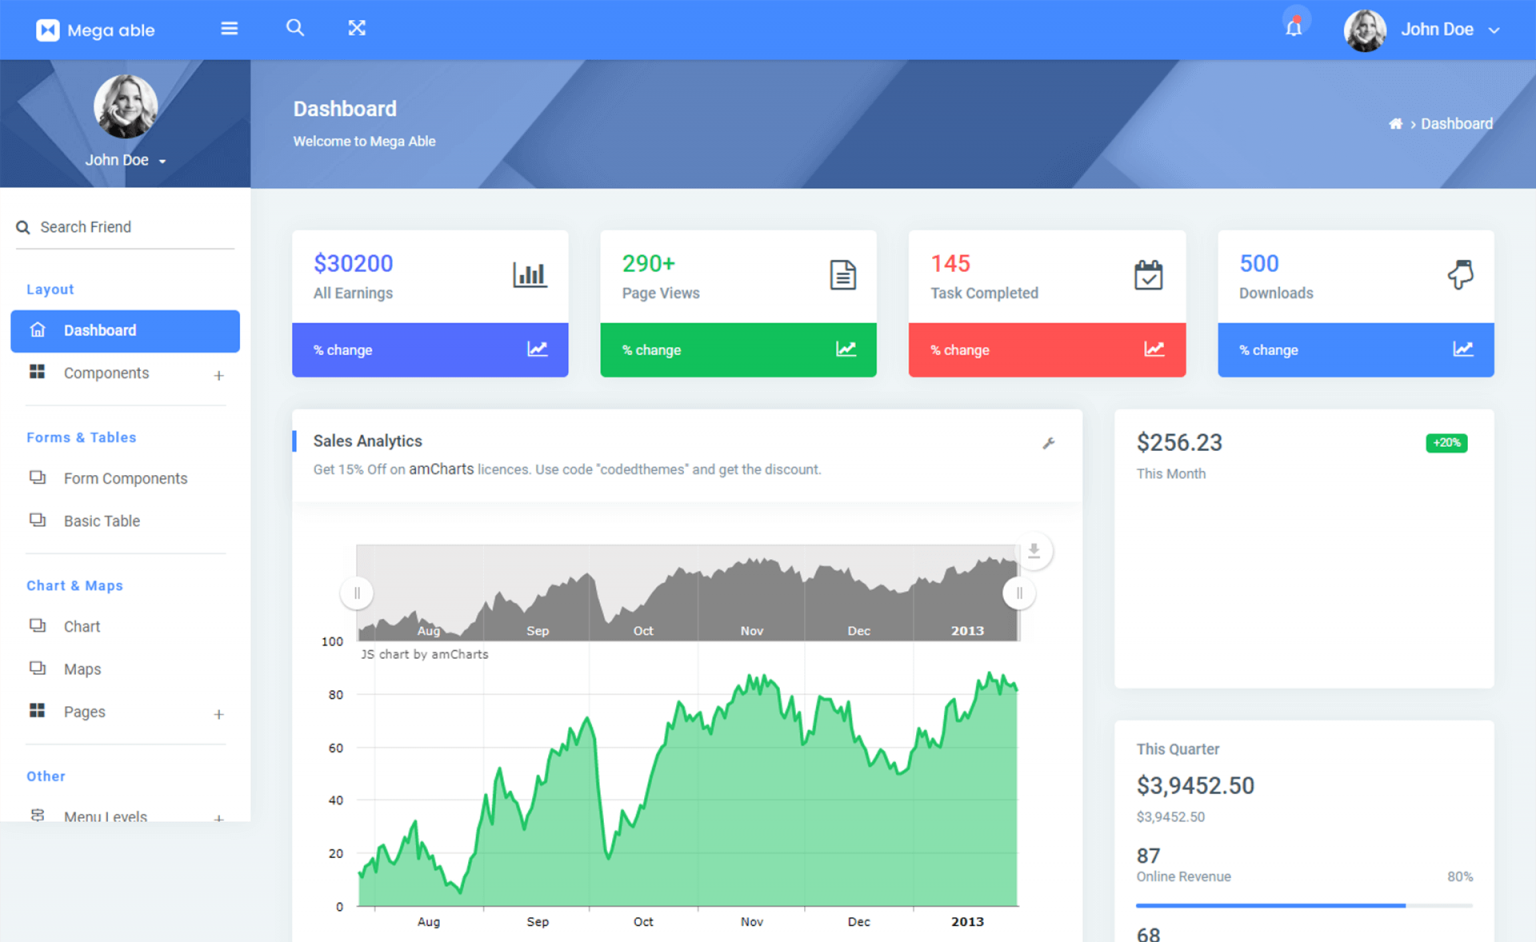 Mega able
John Doe
John Doe
Dashboard
Welcome to Mega Able
› Dashboard
Search Friend
Layout
Dashboard
Components +
Forms & Tables
Form Components
Basic Table
Chart & Maps
Chart
Maps
Pages +
Other
Menu Levels +
$30200
All Earnings
% change
290+
Page Views
% change
145
Task Completed
% change
500
Downloads
% change
Sales Analytics
Get 15% Off on amCharts licences. Use code "codedthemes" and get the discount.
Aug Sep Oct Nov Dec 2013
JS chart by amCharts
100
80
60
40
20
0
Aug Sep Oct Nov Dec 2013
$256.23 +20%
This Month
This Quarter
$3,9452.50
$3,9452.50
87
Online Revenue 80%
68